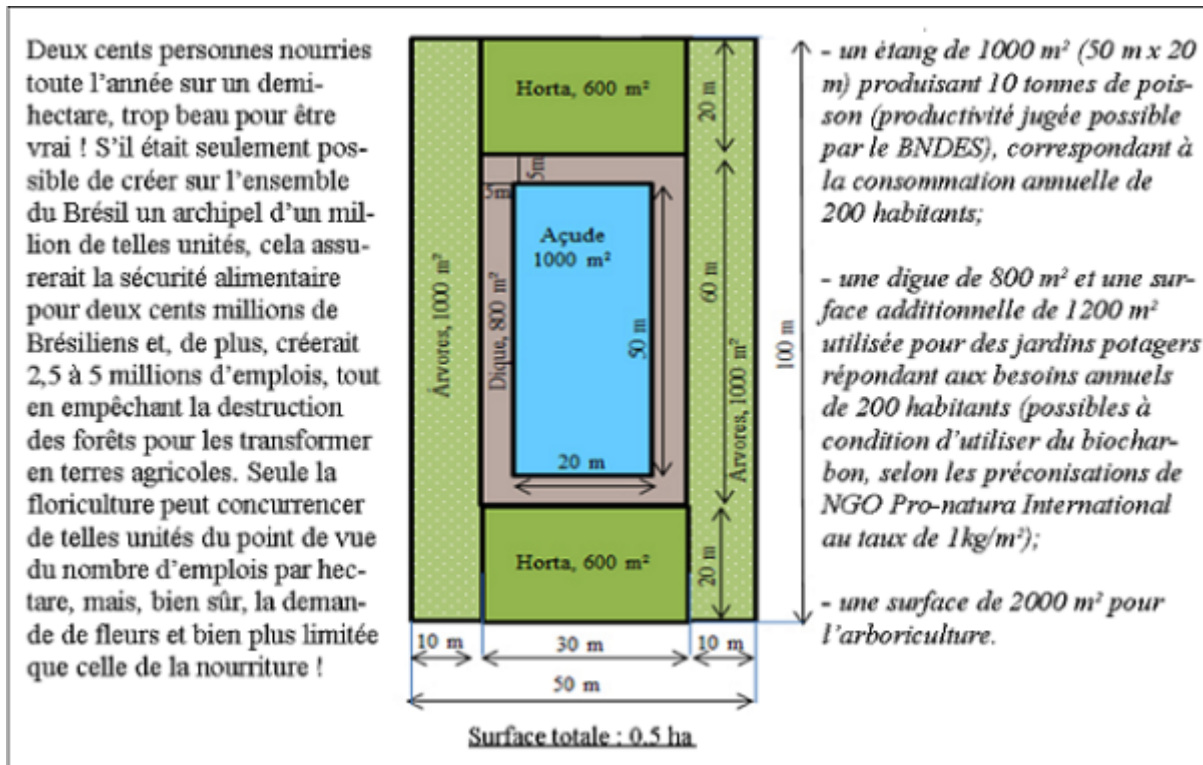 Deux cents personnes nourries
toute l'année sur un demi-
hectare, trop beau pour être
vrai ! S'il était seulement pos-
sible de créer sur l'ensemble
du Brésil un archipel d'un mil-
lion de telles unités, cela assu-
rerait la sécurité alimentaire
pour deux cents millions de
Brésiliens et, de plus, créerait
2,5 à 5 millions d'emplois, tout
en empêchant la destruction
des forêts pour les transformer
en terres agricoles. Seule la
floriculture peut concurrencer
de telles unités du point de vue
du nombre d'emplois par hec-
tare, mais, bien sûr, la deman-
de de fleurs et bien plus limitée
que celle de la nourriture !
Horta, 600 m²
20 m
5m
5m
Açude
1000 m²
Árvores, 1000 m²
Dique, 800 m²
50 m
60 m
Árvores, 1000 m²
100 m
20 m
Horta, 600 m²
20 m
10 m
30 m
10 m
50 m
Surface totale : 0.5 ha
- un étang de 1000 m² (50 m x 20
m) produisant 10 tonnes de pois-
son (productivité jugée possible
par le BNDES), correspondant à
la consommation annuelle de
200 habitants;
- une digue de 800 m² et une sur-
face additionnelle de 1200 m²
utilisée pour des jardins potagers
répondant aux besoins annuels
de 200 habitants (possibles à
condition d'utiliser du biochar-
bon, selon les préconisations de
NGO Pro-natura International
au taux de 1kg/m²);
- une surface de 2000 m² pour
l'arboriculture.